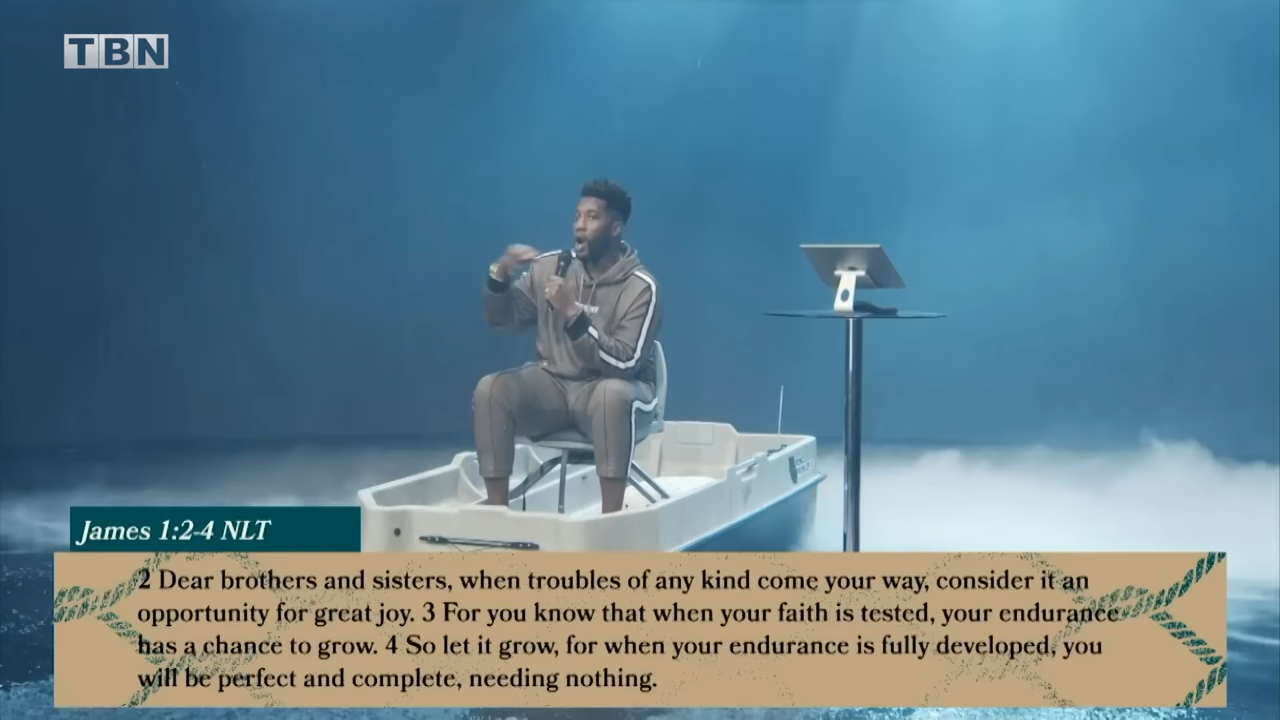 TBN
James 1:2-4 NLT
2 Dear brothers and sisters, when troubles of any kind come your way, consider it an
opportunity for great joy. 3 For you know that when your faith is tested, your endurance
has a chance to grow. 4 So let it grow, for when your endurance is fully developed, you
will be perfect and complete, needing nothing.